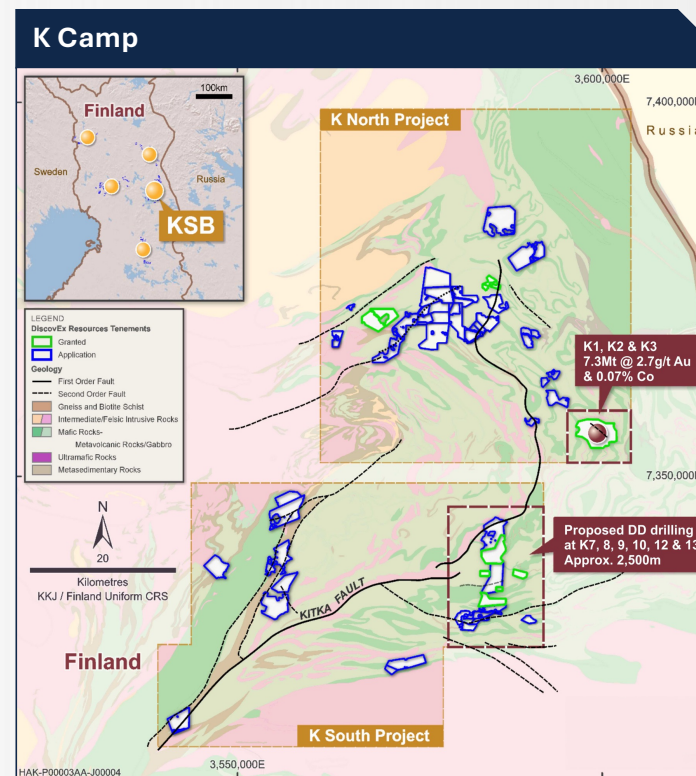 K Camp
100km
Finland
Sweden
Russia
KSB
3,600,000E
7,400,000
Russia
K North Project
LEGEND
DiscovEx Resources Tenements
Granted
Application
Geology
First Order Fault
Second Order Fault
Gneiss and Biotite Schist
Intermediate/Felsic Intrusive Rocks
Mafic Rocks-
Metavolcanic Rocks/Gabbro
Ultramafic Rocks
Metasedimentary Rocks
K1, K2 & K3
7.3Mt @ 2.7g/t Au
& 0.07% Co
7,350,000
N
20
Kilometres
KKJ / Finland Uniform CRS
Proposed DD drilling
at K7, 8, 9, 10, 12 & 13
Approx. 2,500m
KITKA FAULT
Finland
K South Project
3,550,000E
HAK-P00003AA-J00004